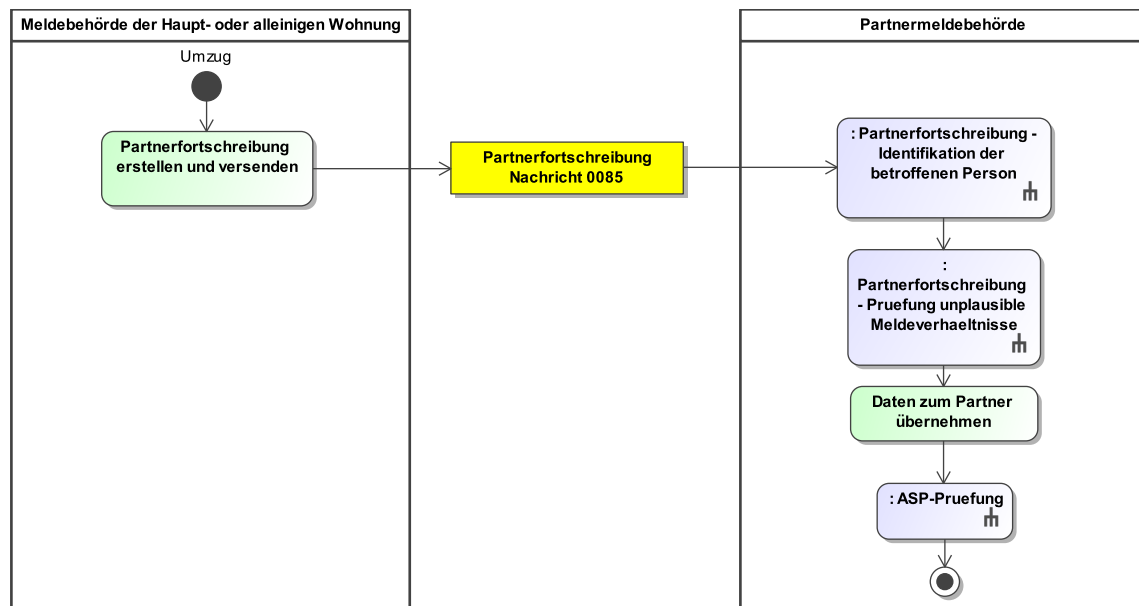 Meldebehörde der Haupt- oder alleinigen Wohnung
Partnermeldebehörde
Umzug
Partnerfortschreibung
erstellen und versenden
Partnerfortschreibung
Nachricht 0085
: Partnerfortschreibung -
Identifikation der
betroffenen Person
:
Partnerfortschreibung
- Pruefung unplausible
Meldeverhaeltnisse
Daten zum Partner
übernehmen
: ASP-Pruefung